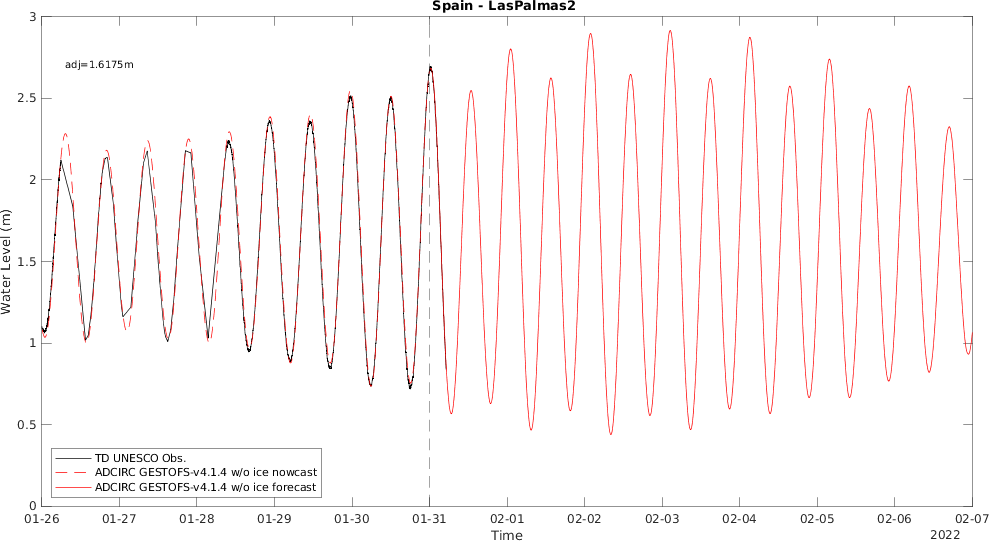 Spain - LasPalmas2
adj=1.6175m
3
2.5
2
1.5
1
0.5
0
Water Level (m)
TD UNESCO Obs.
ADCIRC GESTOFS-v4.1.4 w/o ice nowcast
ADCIRC GESTOFS-v4.1.4 w/o ice forecast
01-26 01-27 01-28 01-29 01-30 01-31 02-01 02-02 02-03 02-04 02-05 02-06 02-07
Time
2022